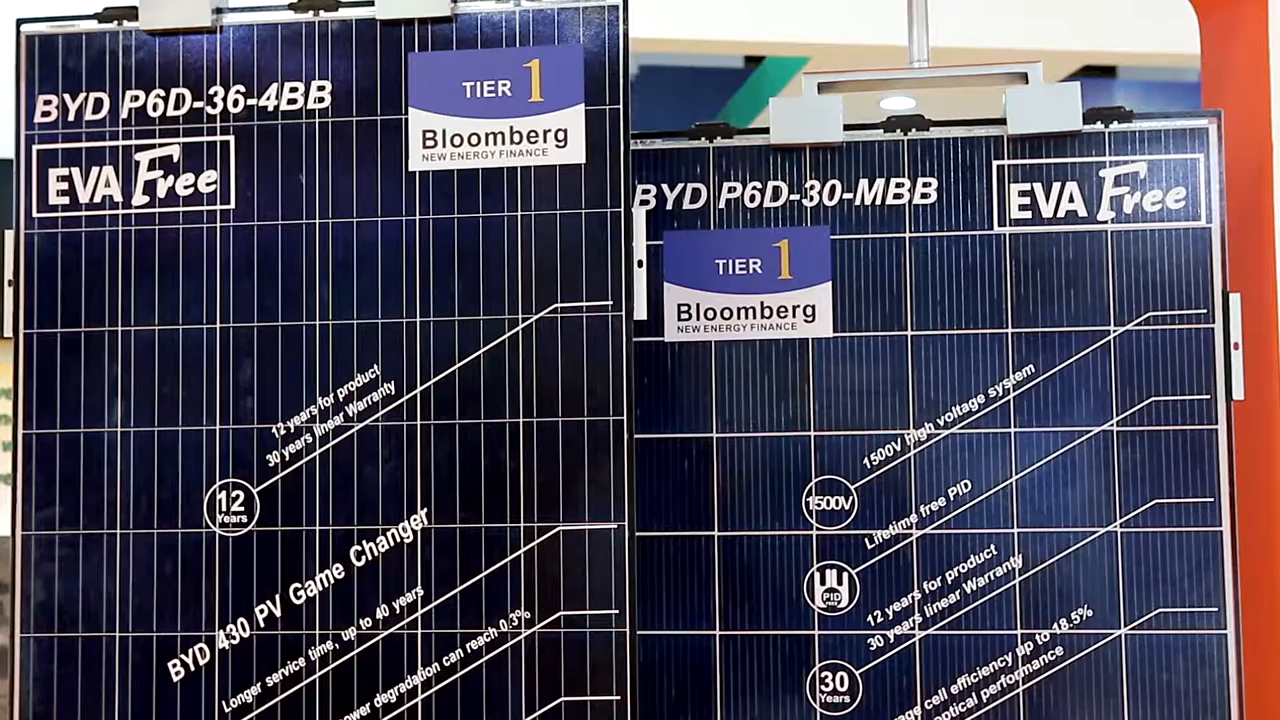 BYD P6D-36-4BB
EVA Free
TIER 1
Bloomberg
NEW ENERGY FINANCE
12 years for product
30 years linear Warranty
12
Years
BYD 430 PV Game Changer
Longer service time, up to 40 years
degradation can reach 0.3%
BYD P6D-30-MBB
EVA Free
TIER 1
Bloomberg
NEW ENERGY FINANCE
1500V high voltage system
1500V
Lifetime free PID
PID
FREE
12 years for product
30 years linear Warranty
30
Years
cell efficiency up to 18.5%
optical performance